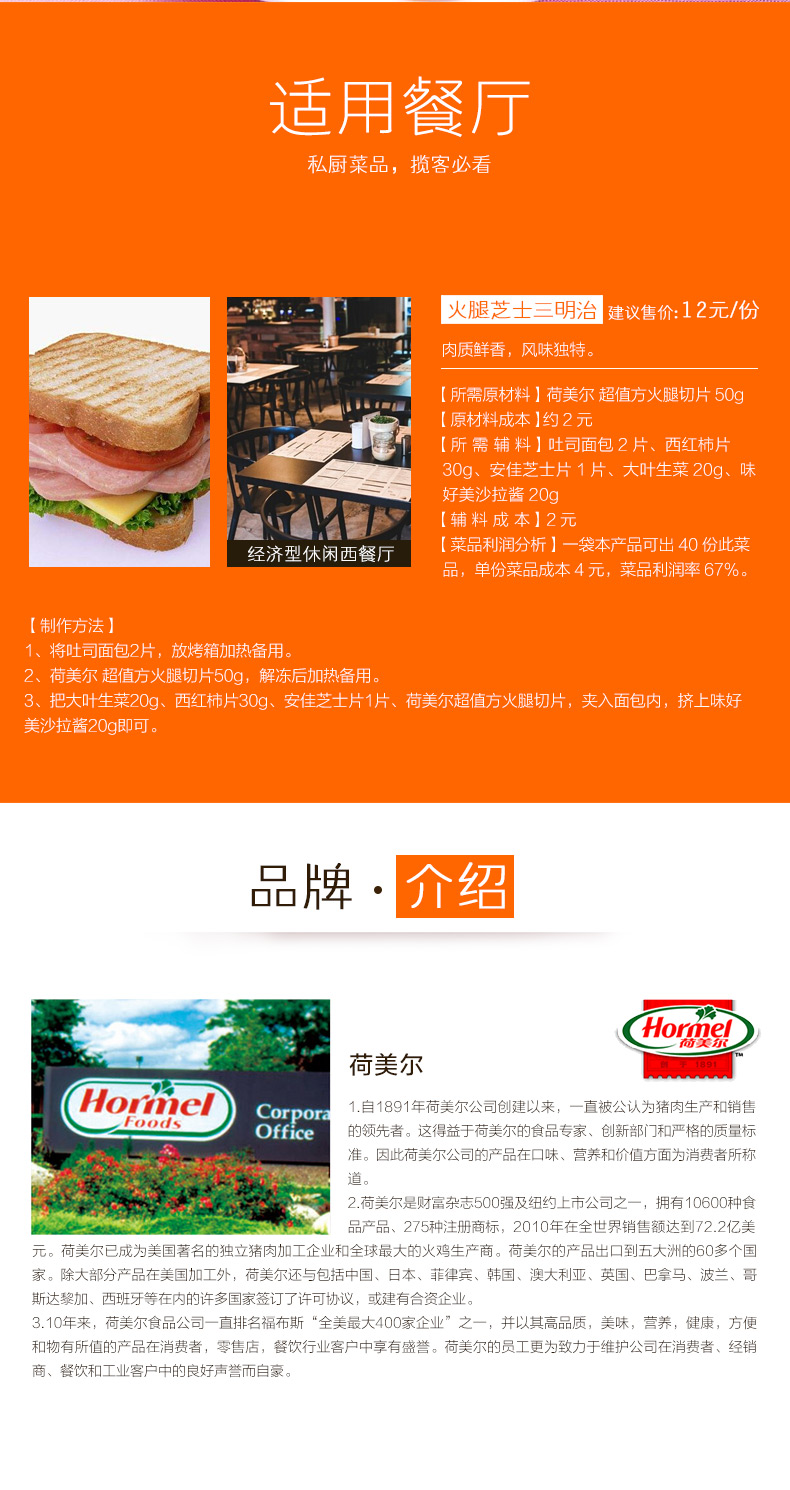 适用餐厅
私厨菜品，揽客必看
火腿芝士三明治 建议售价:12元/份
肉质鲜香，风味独特。
【所需原材料】荷美尔 超值方火腿切片 50g
【原材料成本】约 2 元
【所 需 辅 料】吐司面包 2 片、西红柿片
30g、安佳芝士片 1 片、大叶生菜 20g、味
好美沙拉酱 20g
【辅 料 成 本】2 元
【菜品利润分析】一袋本产品可出 40 份此菜
品，单份菜品成本 4 元，菜品利润率 67%。
经济型休闲西餐厅
【制作方法】
1、将吐司面包2片，放烤箱加热备用。
2、荷美尔 超值方火腿切片50g，解冻后加热备用。
3、把大叶生菜20g、西红柿片30g、安佳芝士片1片、荷美尔超值方火腿切片，夹入面包内，挤上味好
美沙拉酱20g即可。
品牌·介绍
Hormel
Foods
Corpora
Office
Hormel
荷美尔
TM
荷美尔
1.自1891年荷美尔公司创建以来，一直被公认为猪肉生产和销售
的领先者。这得益于荷美尔的食品专家、创新部门和严格的质量标
准。因此荷美尔公司的产品在口味、营养和价值方面为消费者所称
道。
2.荷美尔是财富杂志500强及纽约上市公司之一，拥有10600种食
品产品、275种注册商标，2010年在全世界销售额达到72.2亿美
元。荷美尔已成为美国著名的独立猪肉加工企业和全球最大的火鸡生产商。荷美尔的产品出口到五大洲的60多个国
家。除大部分产品在美国加工外，荷美尔还与包括中国、日本、菲律宾、韩国、澳大利亚、英国、巴拿马、波兰、哥
斯达黎加、西班牙等在内的许多国家签订了许可协议，或建有合资企业。
3.10年来，荷美尔食品公司一直排名福布斯“全美最大400家企业”之一，并以其高品质，美味，营养，健康，方便
和物有所值的产品在消费者，零售店，餐饮行业客户中享有盛誉。荷美尔的员工更为致力于维护公司在消费者、经销
商、餐饮和工业客户中的良好声誉而自豪。